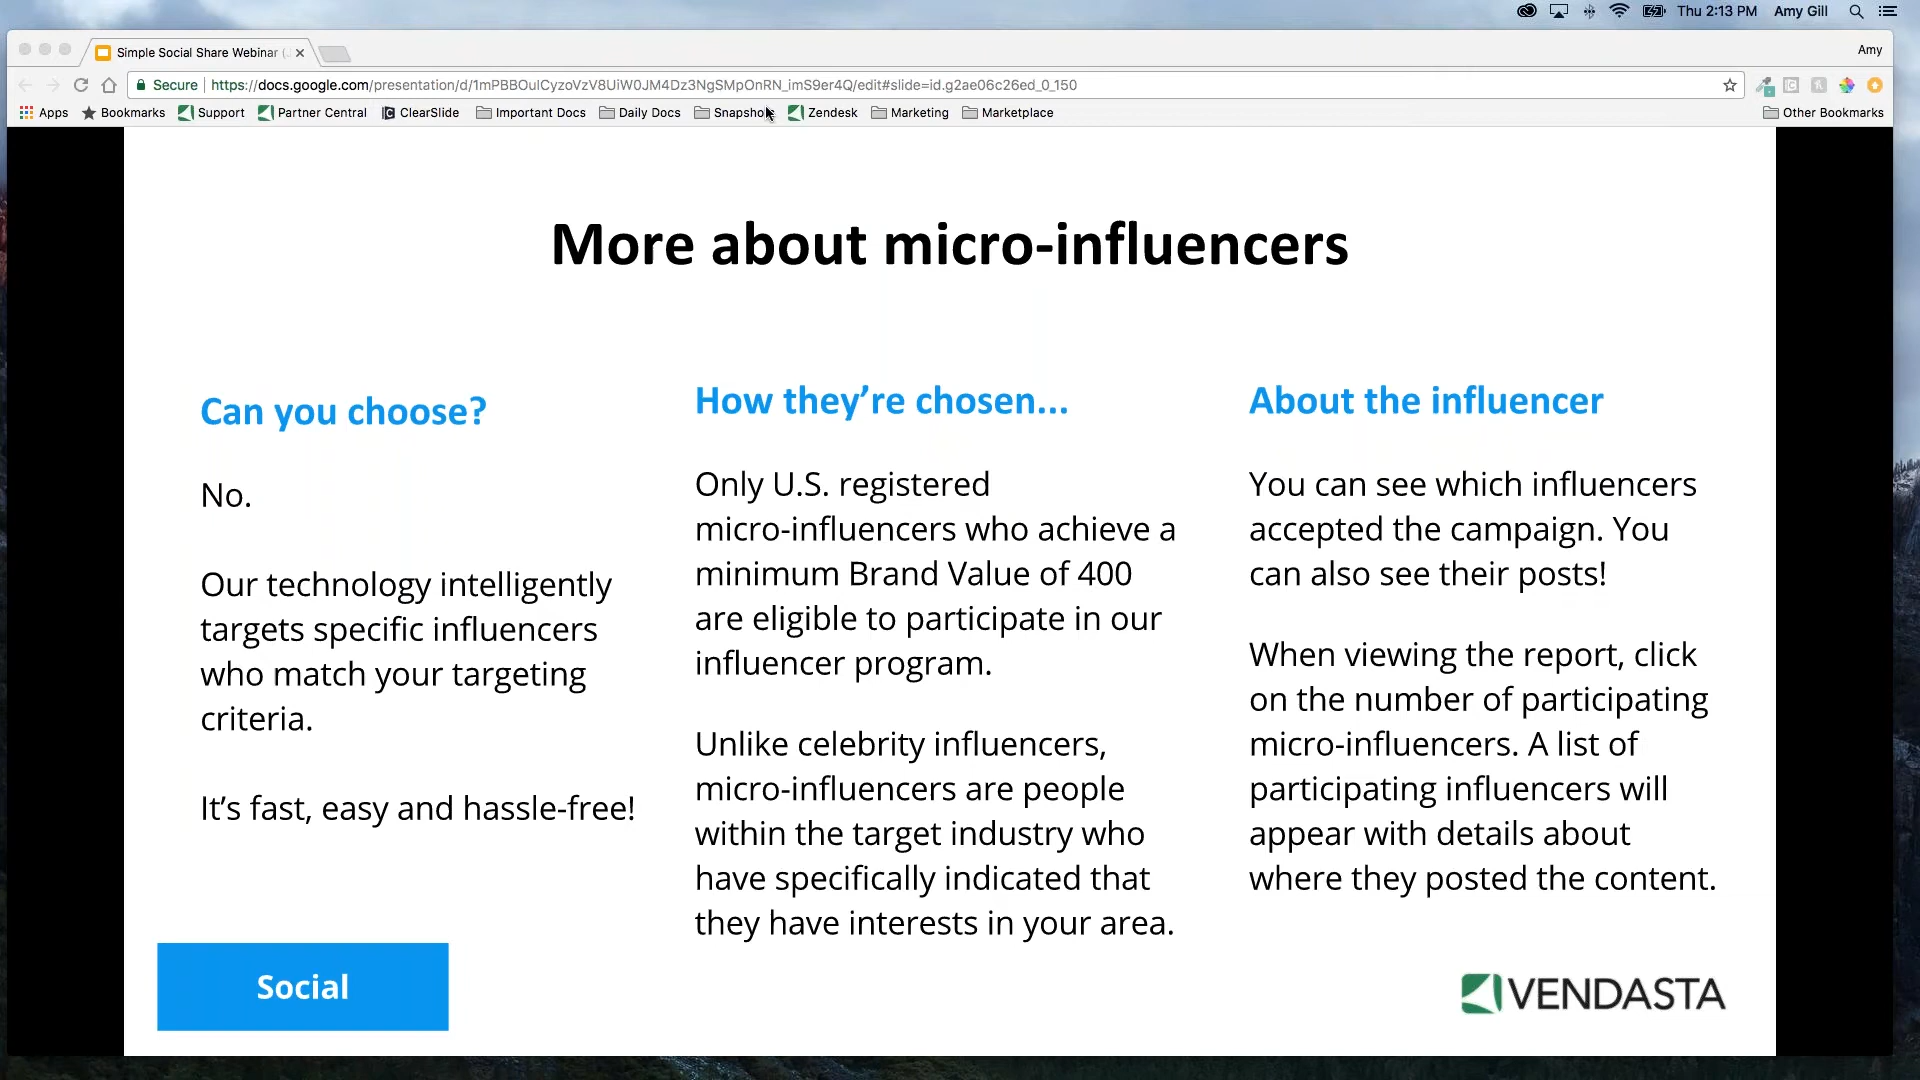 Thu 2:13 PM Amy Gill
Simple Social Share Webinar (
Amy
Secure https://docs.google.com/presentation/d/1mPBBOulCyzoVzV8UiW0JM4Dz3NgSMpOnRN_imS9er4Q/edit#slide=id.g2ae06c26ed_0_150
Apps Bookmarks Support Partner Central ClearSlide Important Docs Daily Docs Snapshot Zendesk Marketing Marketplace Other Bookmarks
More about micro-influencers
Can you choose?
No.
Our technology intelligently
targets specific influencers
who match your targeting
criteria.
It's fast, easy and hassle-free!
How they're chosen...
Only U.S. registered
micro-influencers who achieve a
minimum Brand Value of 400
are eligible to participate in our
influencer program.
Unlike celebrity influencers,
micro-influencers are people
within the target industry who
have specifically indicated that
they have interests in your area.
About the influencer
You can see which influencers
accepted the campaign. You
can also see their posts!
When viewing the report, click
on the number of participating
micro-influencers. A list of
participating influencers will
appear with details about
where they posted the content.
Social
VENDASTA